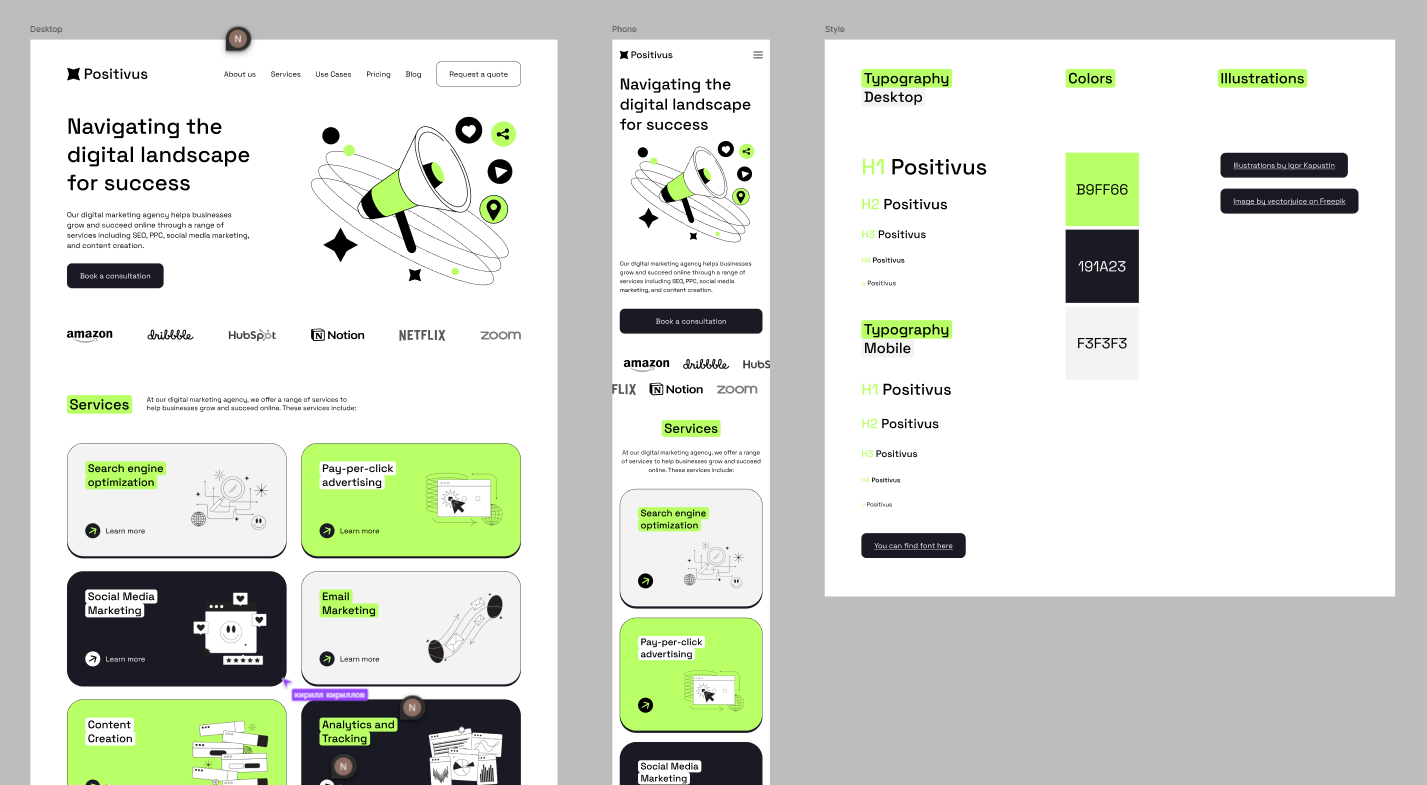 Desktop
N
Positivus
About us
Services
Use Cases
Pricing
Blog
Request a quote
Navigating the
digital landscape
for success
Our digital marketing agency helps businesses
grow and succeed online through a range of
services including SEO, PPC, social media marketing,
and content creation.
Book a consultation
amazon
dribbble
HubSpot
Notion
NETFLIX
zoom
Services
At our digital marketing agency, we offer a range of services to
help businesses grow and succeed online. These services include:
Search engine
optimization
Learn more
Pay-per-click
advertising
Learn more
Social Media
Marketing
Learn more
Email
Marketing
Learn more
кирилл кириллов
Content
Creation
Analytics and
Tracking
N
N
Phone
Positivus
Navigating the
digital landscape
for success
Our digital marketing agency helps businesses
grow and succeed online through a range of
services including SEO, PPC, social media
marketing, and content creation.
Book a consultation
amazon
dribbble
HubS
FLIX
Notion
zoom
Services
At our digital marketing agency, we offer a range
of services to help businesses grow and succeed
online. These services include:
Search engine
optimization
Pay-per-click
advertising
Social Media
Marketing
Style
Typography
Desktop
H1 Positivus
H2 Positivus
H3 Positivus
H4 Positivus
P Positivus
Typography
Mobile
H1 Positivus
H2 Positivus
H3 Positivus
H4 Positivus
P Positivus
You can find font here
Colors
B9FF66
191A23
F3F3F3
Illustrations
Illustrations by Igor Kapustin
Image by vectorjuice on Freepik